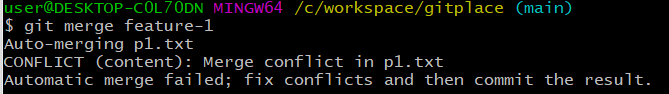 user@DESKTOP-C0L7ODN MINGW64 /c/workspace/gitplace (main)
$ git merge feature-1
Auto-merging p1.txt
CONFLICT (content): Merge conflict in p1.txt
Automatic merge failed; fix conflicts and then commit the result.